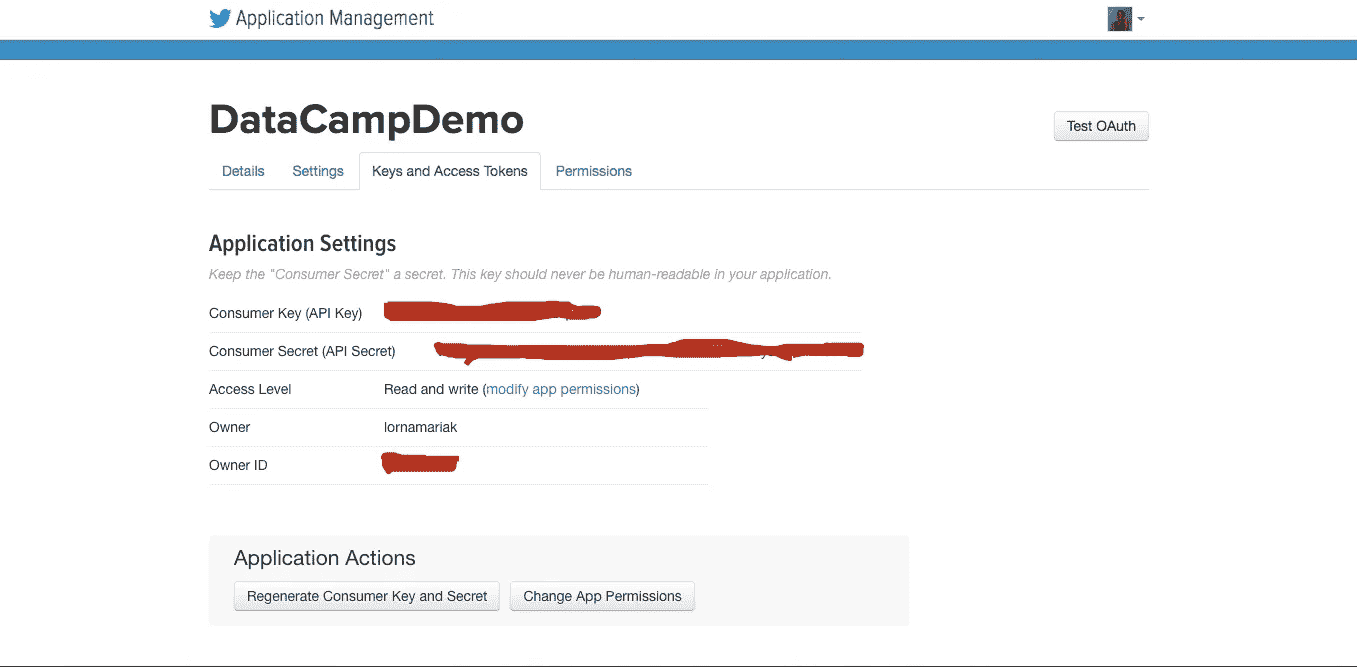 Application Management
DataCampDemo
Test OAuth
Details Settings Keys and Access Tokens Permissions
Application Settings
Keep the "Consumer Secret" a secret. This key should never be human-readable in your application.
Consumer Key (API Key)
Consumer Secret (API Secret)
Access Level Read and write (modify app permissions)
Owner lornamariak
Owner ID
Application Actions
Regenerate Consumer Key and Secret Change App Permissions